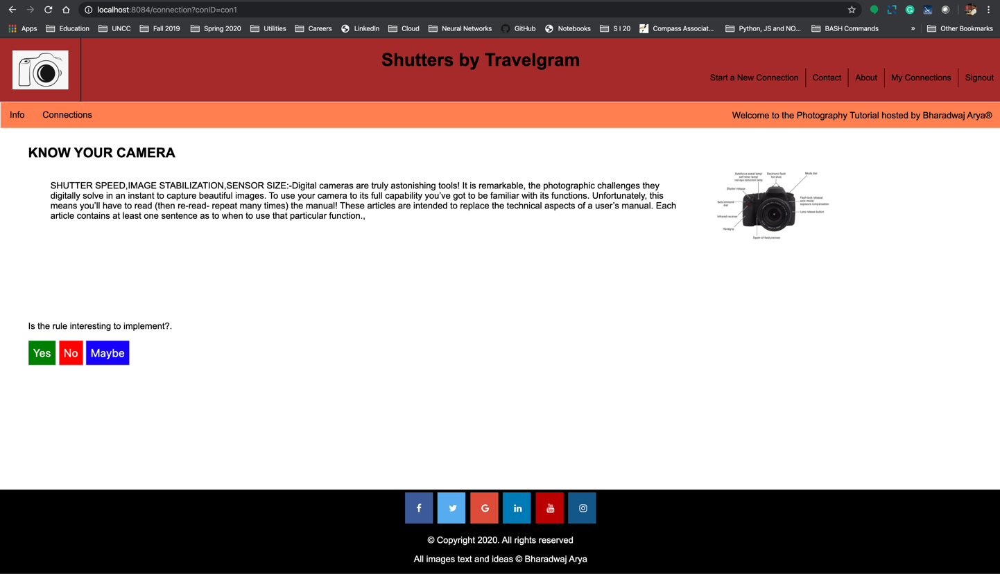 localhost:8084/connection?conID=con1
Apps Education UNCC Fall 2019 Spring 2020 Utilities Careers LinkedIn Cloud Neural Networks GitHub Notebooks S I 20 Compass Associat... Python, JS and NO... BASH Commands » Other Bookmarks
Shutters by Travelgram
Start a New Connection Contact About My Connections Signout
Info Connections Welcome to the Photography Tutorial hosted by Bharadwaj Arya®
KNOW YOUR CAMERA
SHUTTER SPEED,IMAGE STABILIZATION,SENSOR SIZE:-Digital cameras are truly astonishing tools! It is remarkable, the photographic challenges they
digitally solve in an instant to capture beautiful images. To use your camera to its full capability you’ve got to be familiar with its functions. Unfortunately, this
means you’ll have to read (then re-read- repeat many times) the manual! These articles are intended to replace the technical aspects of a user’s manual. Each
article contains at least one sentence as to when to use that particular function.,
Autofocus assist lamp/
self-timer lamp/
red-eye reduction lamp
Electronic flash
hot shoe
Mode dial
Shutter release
Subcommand
dial
Flash-lock release/
sync mode/
exposure compensation
Lens release button
Infrared receiver
Handgrip
Depth-of-field preview
Is the rule interesting to implement?.
Yes No Maybe
You
Tube
© Copyright 2020. All rights reserved
All images text and ideas © Bharadwaj Arya